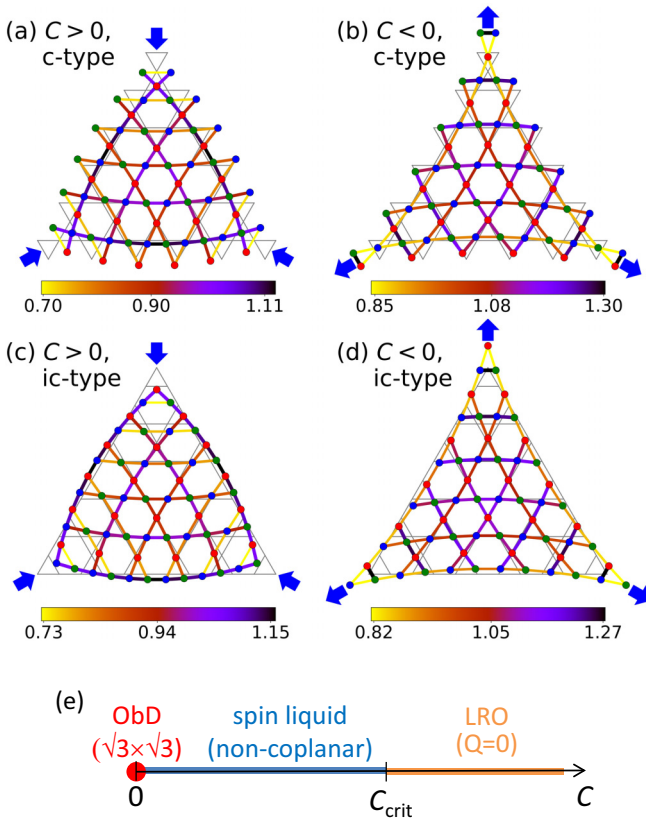 (a) C > 0,
c-type
(b) C < 0,
c-type
0.70 0.90 1.11
0.85 1.08 1.30
(c) C > 0,
ic-type
(d) C < 0,
ic-type
0.73 0.94 1.15
0.82 1.05 1.27
(e)
ObD
(√3×√3)
spin liquid
(non-coplanar)
LRO
(Q=0)
0 Ccrit C